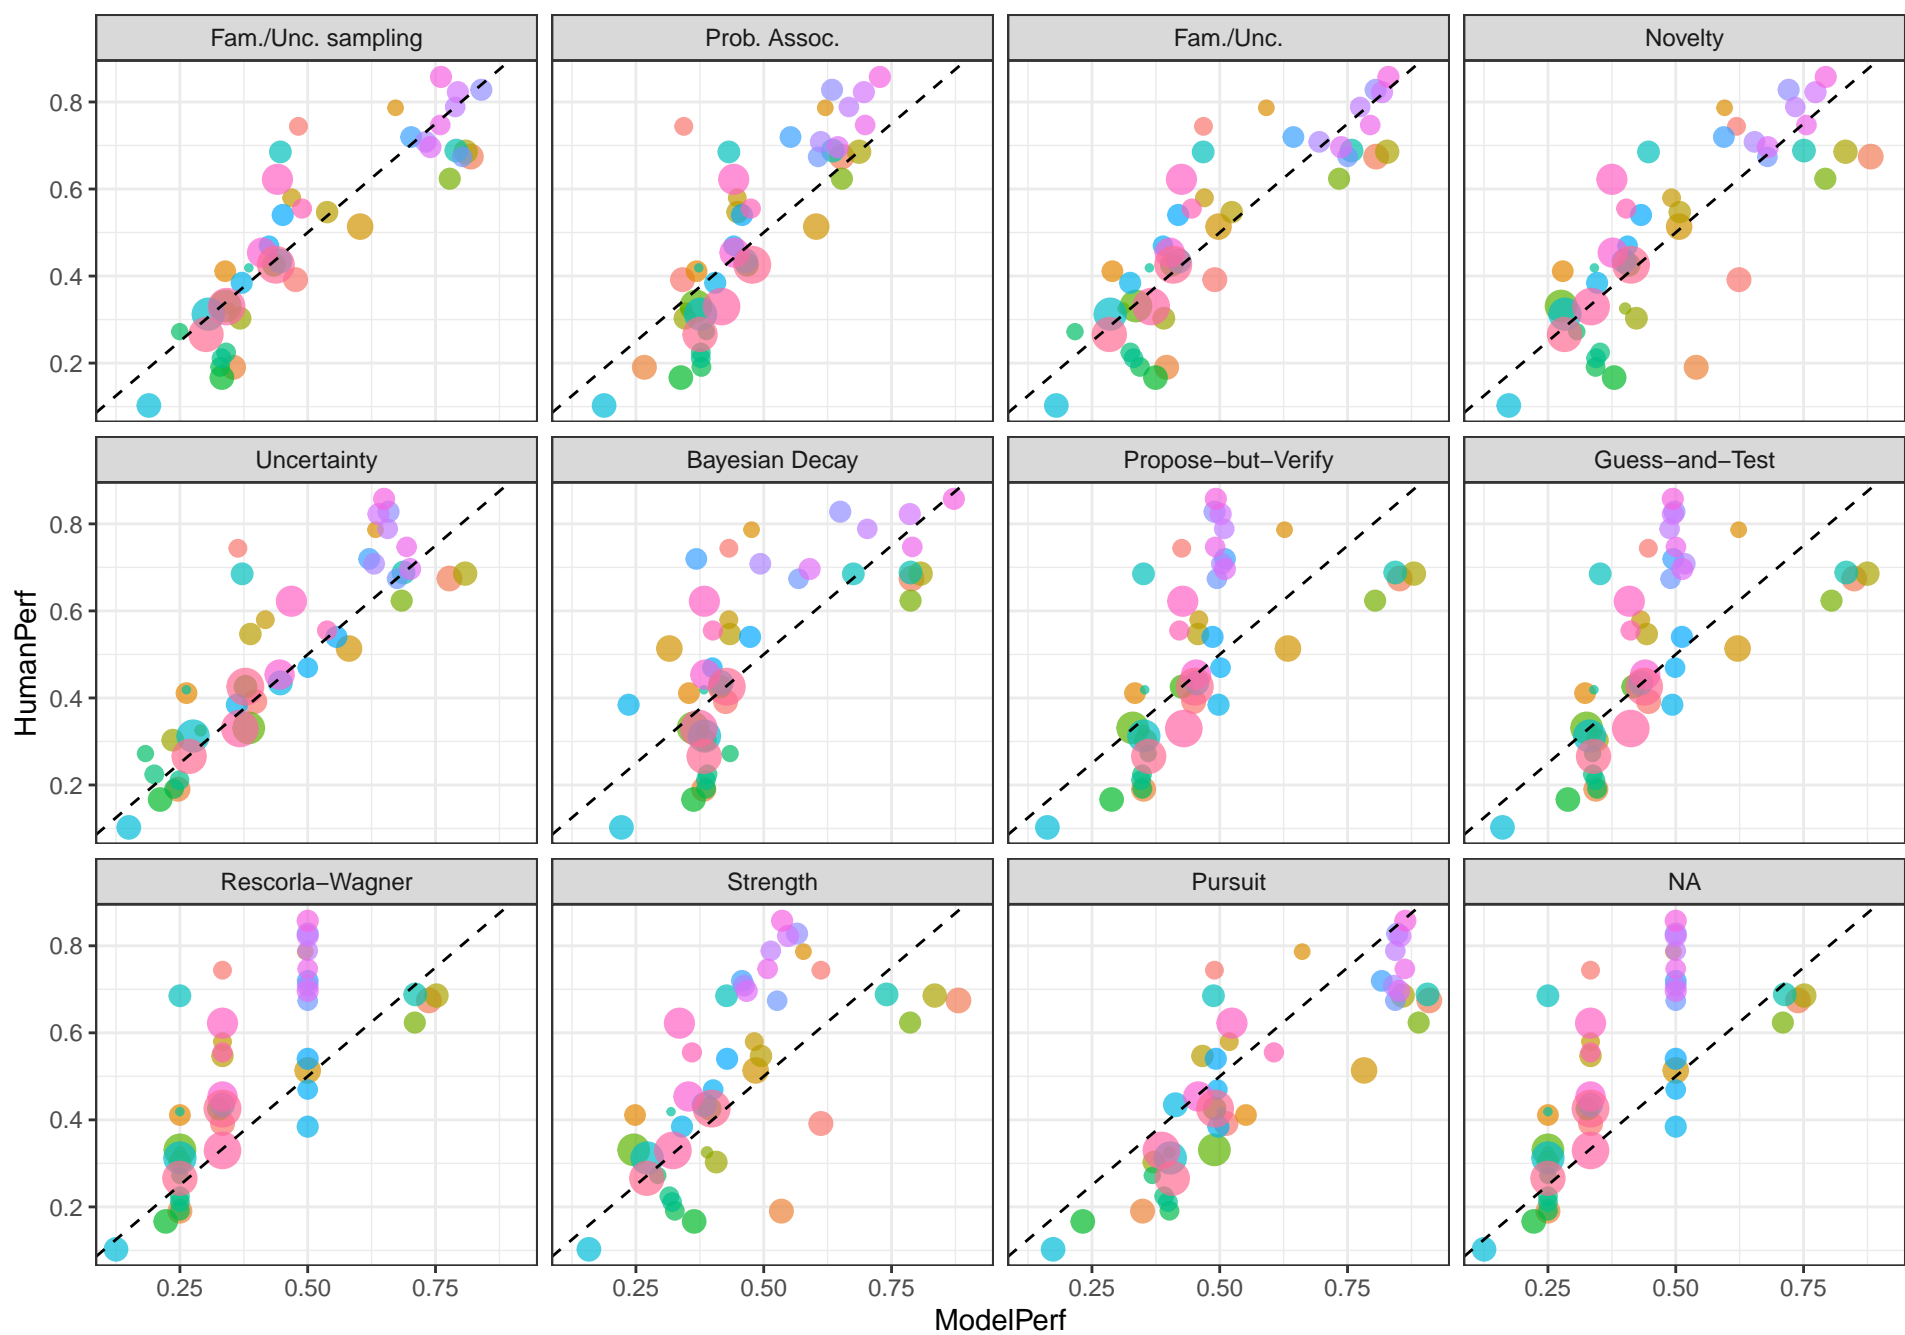 Fam./Unc. sampling
Prob. Assoc.
Fam./Unc.
Novelty
0.8
0.6
0.4
0.2
Uncertainty
Bayesian Decay
Propose−but−Verify
Guess−and−Test
0.8
0.6
0.4
0.2
HumanPerf
Rescorla−Wagner
Strength
Pursuit
NA
0.8
0.6
0.4
0.2
0.25 0.50 0.75
0.25 0.50 0.75
0.25 0.50 0.75
0.25 0.50 0.75
ModelPerf